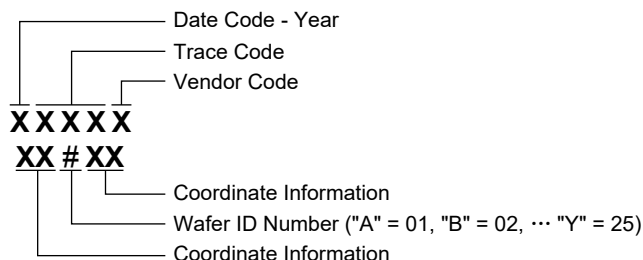 Date Code - Year
Trace Code
Vendor Code
XXXXX
XX # XX
Coordinate Information
Wafer ID Number ("A" = 01, "B" = 02, ··· "Y" = 25)
Coordinate Information